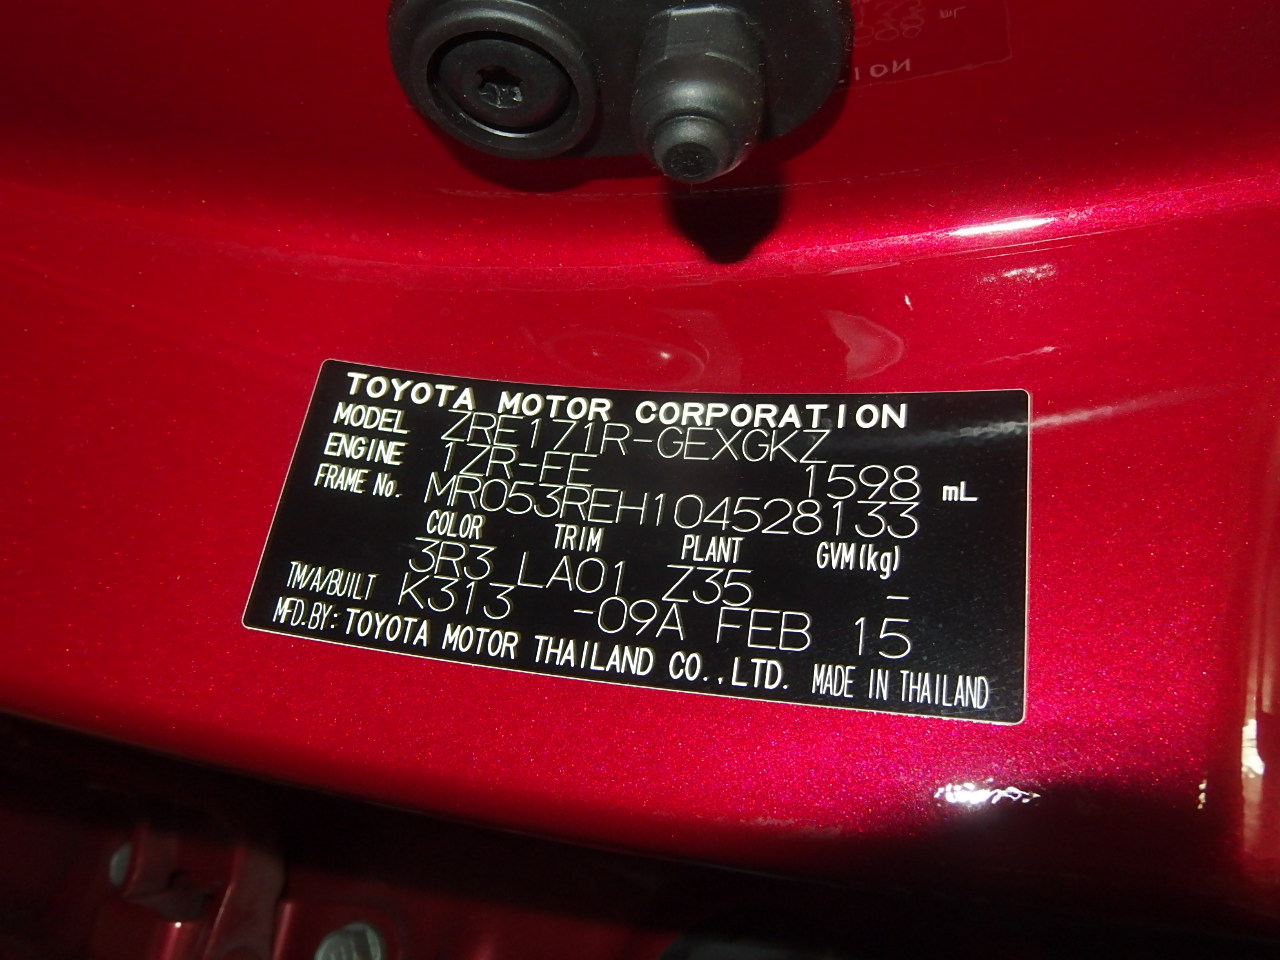 TOYOTA MOTOR CORPORATION
MODEL ZRE171R-GEXGKZ
ENGINE 1ZR-FE 1598 mL
FRAME No. MR053REH104528133
COLOR TRIM PLANT GVM(kg)
3R3 LA01 Z35 -
TM/A/BUILT K313 -09A FEB 15
MFD.BY: TOYOTA MOTOR THAILAND CO.,LTD. MADE IN THAILAND